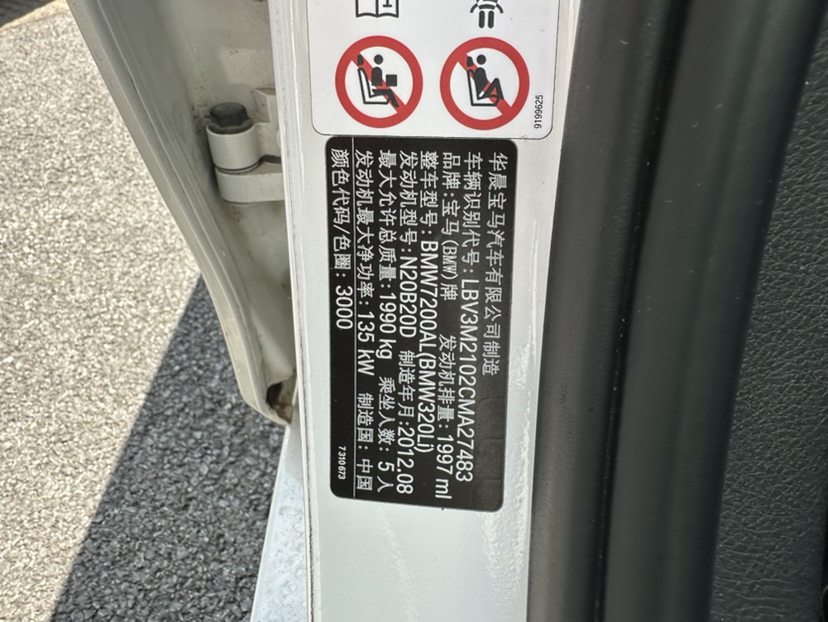 9199625
华晨宝马汽车有限公司制造
车辆识别代号:LBV3M2102CMA27483
品牌:宝马(BMW)牌 发动机排量:1997 ml
整车型号:BMW7200AL(BMW320Li)
发动机型号:N20B20D 制造年月:2012.08
最大允许总质量:1990 kg 乘坐人数: 5 人
发动机最大净功率:135 kW 制造国: 中国
颜色代码/色圈: 3000
7 310 673